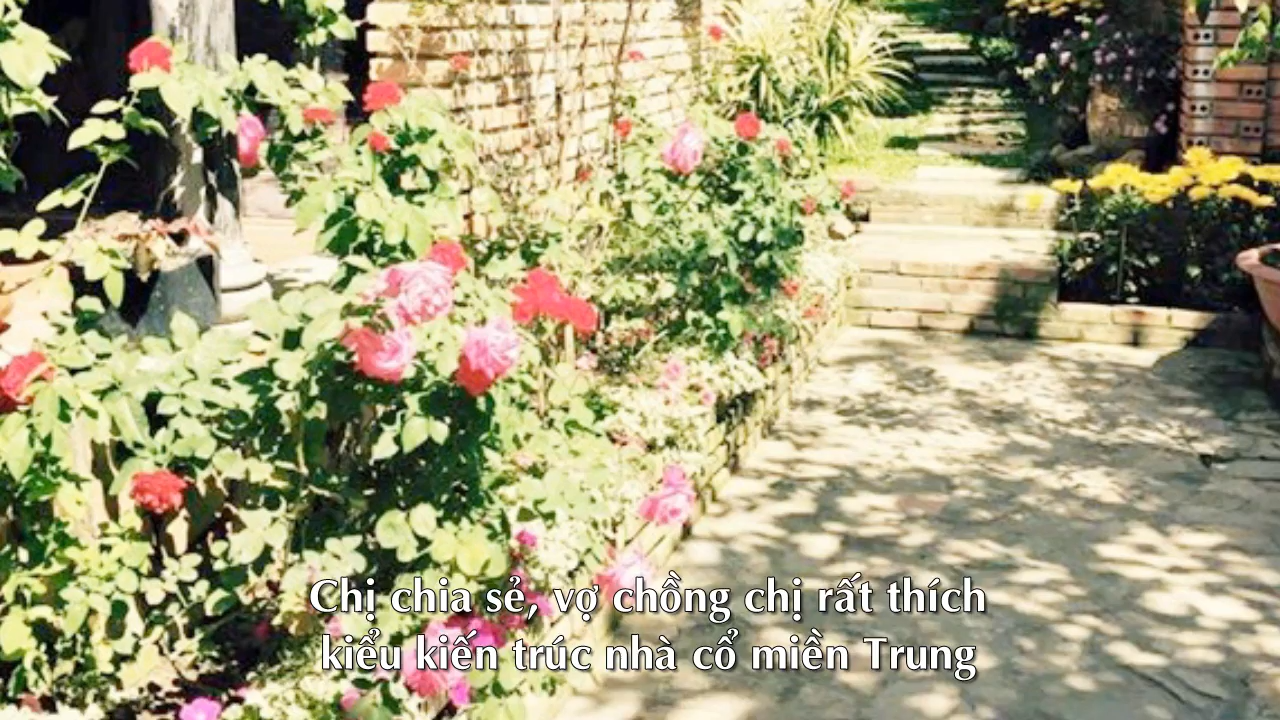 Chị chia sẻ, vợ chồng chị rất thích
kiểu kiến trúc nhà cổ miền Trung